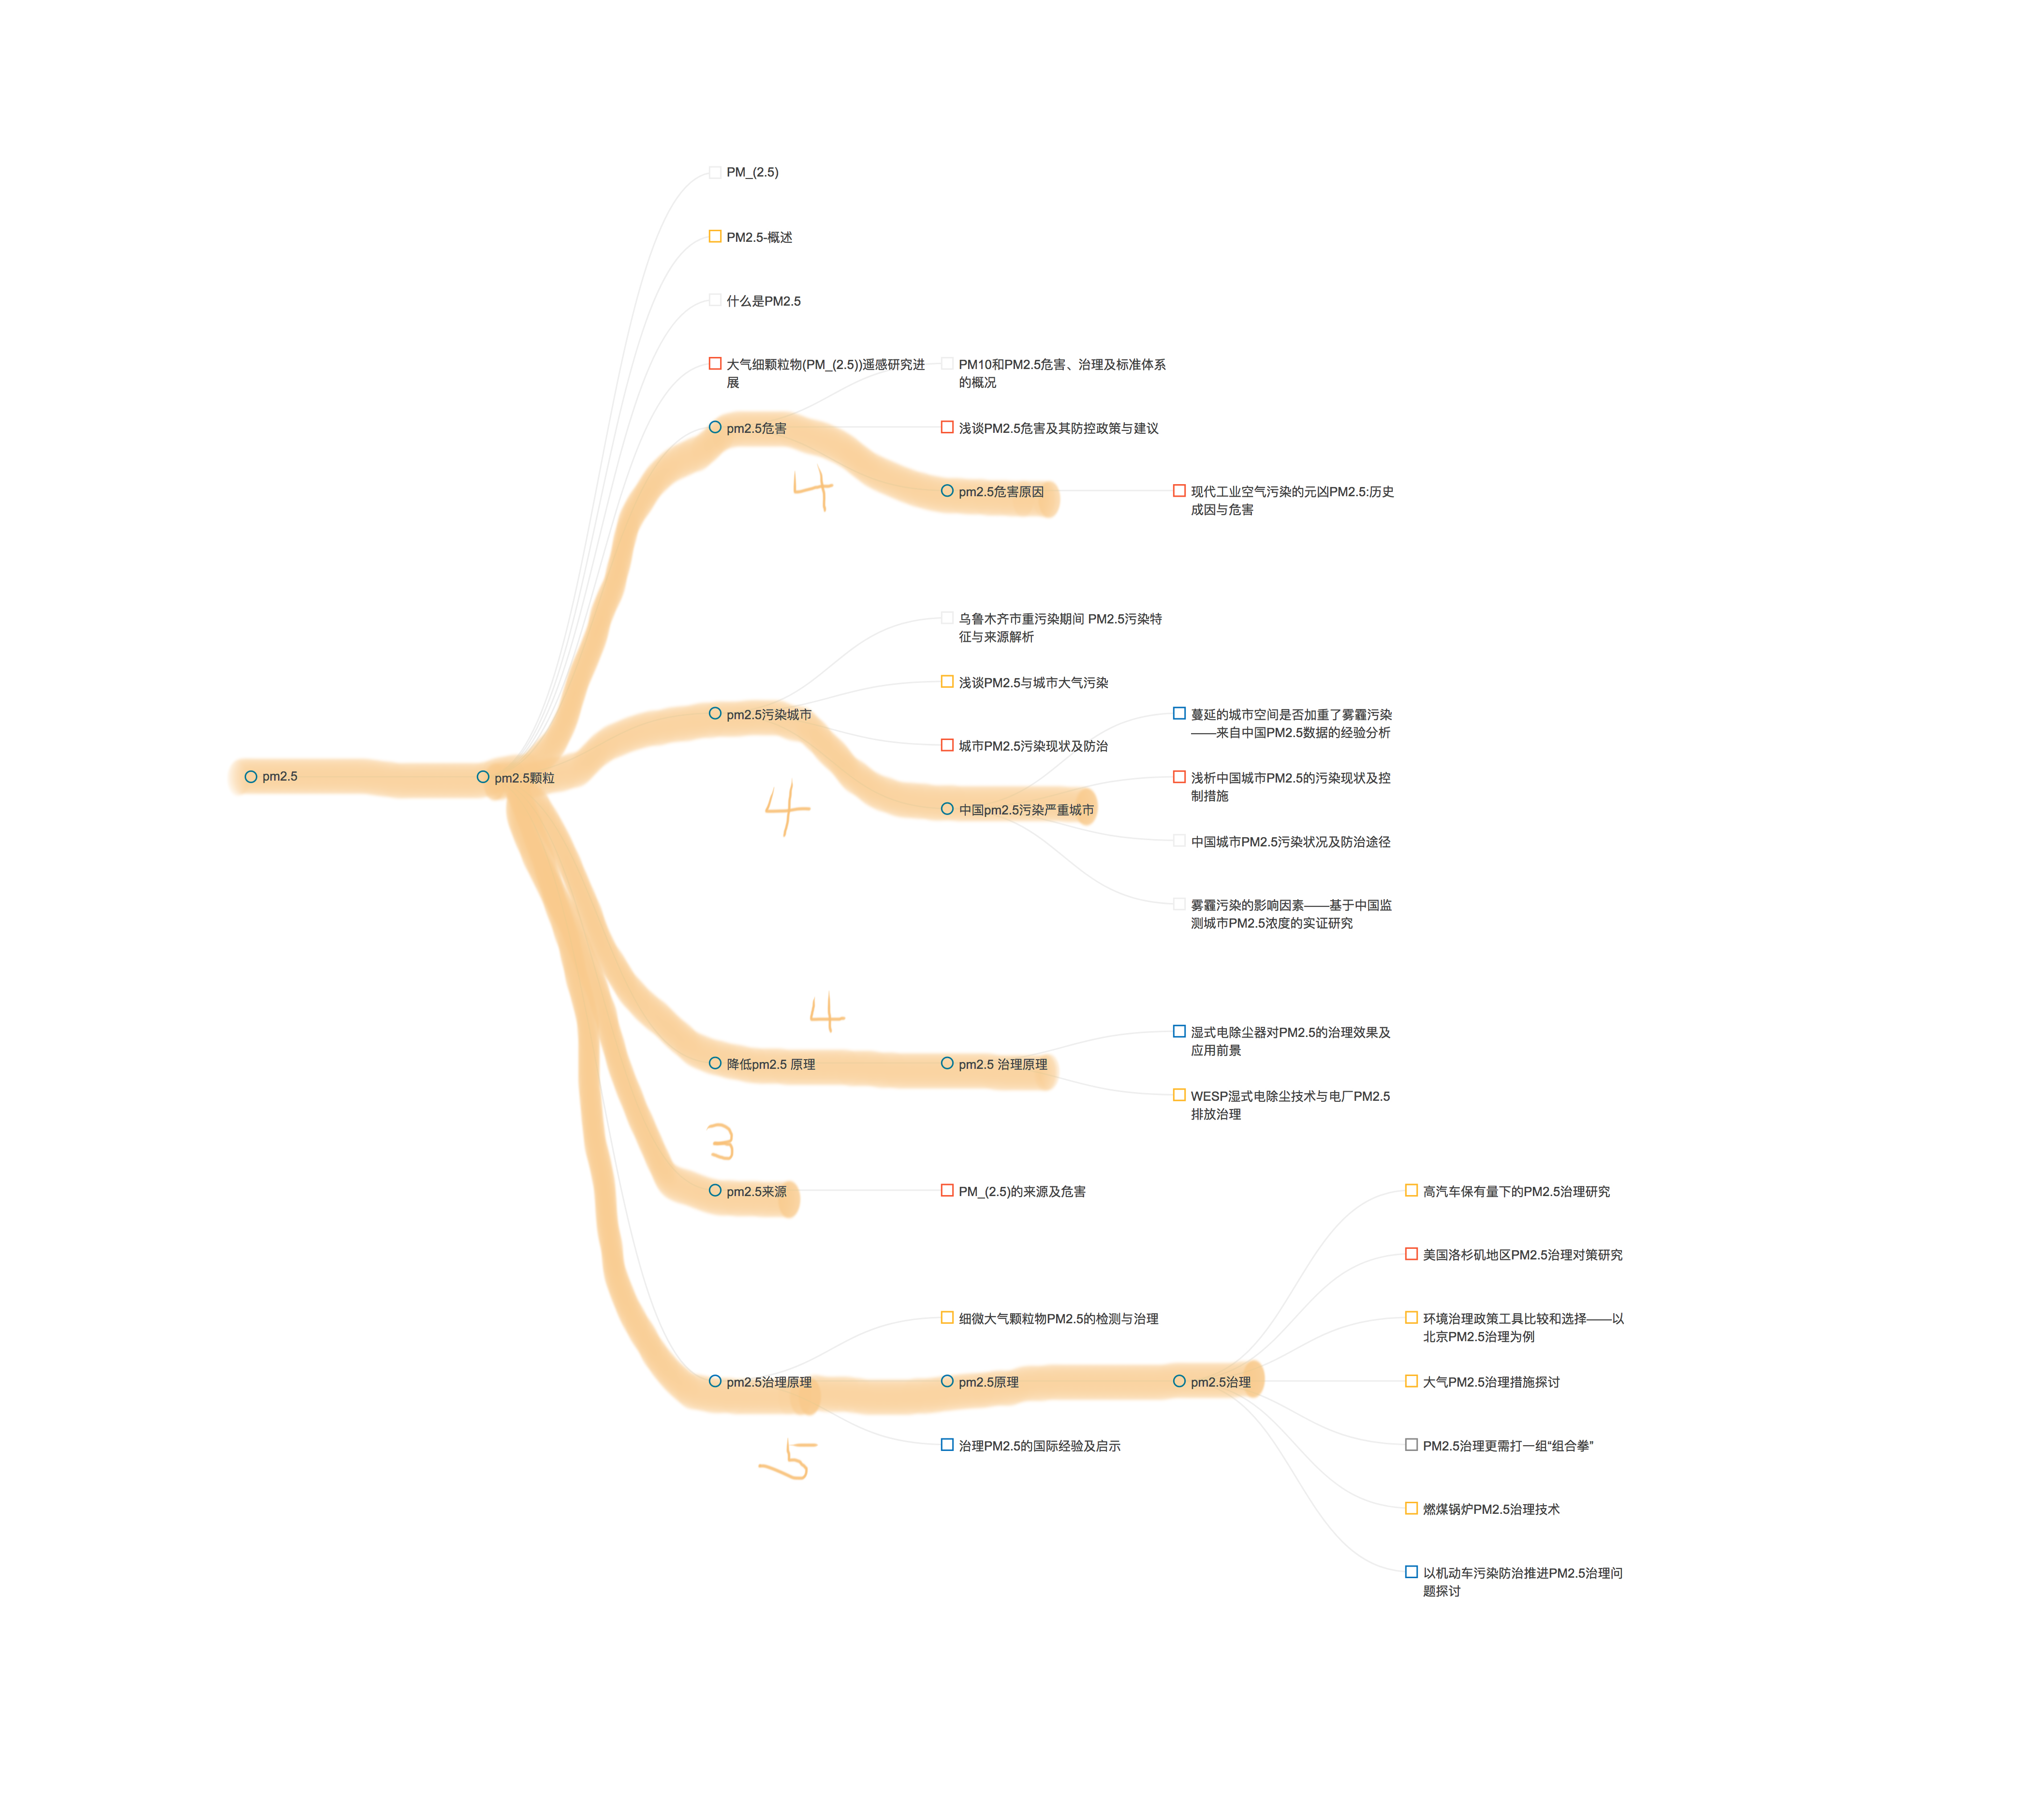 PM_(2.5)
PM2.5-概述
什么是PM2.5
大气细颗粒物(PM_(2.5))遥感研究进
展
PM10和PM2.5危害、治理及标准体系
的概况
pm2.5危害
浅谈PM2.5危害及其防控政策与建议
4
pm2.5危害原因
现代工业空气污染的元凶PM2.5:历史
成因与危害
乌鲁木齐市重污染期间 PM2.5污染特
征与来源解析
浅谈PM2.5与城市大气污染
pm2.5污染城市
蔓延的城市空间是否加重了雾霾污染
——来自中国PM2.5数据的经验分析
城市PM2.5污染现状及防治
pm2.5
pm2.5颗粒
浅析中国城市PM2.5的污染现状及控
制措施
4
中国pm2.5污染严重城市
中国城市PM2.5污染状况及防治途径
雾霾污染的影响因素——基于中国监
测城市PM2.5浓度的实证研究
4
湿式电除尘器对PM2.5的治理效果及
应用前景
降低pm2.5 原理
pm2.5 治理原理
WESP湿式电除尘技术与电厂PM2.5
排放治理
3
pm2.5来源
PM_(2.5)的来源及危害
高汽车保有量下的PM2.5治理研究
美国洛杉矶地区PM2.5治理对策研究
细微大气颗粒物PM2.5的检测与治理
环境治理政策工具比较和选择——以
北京PM2.5治理为例
pm2.5治理原理
pm2.5原理
pm2.5治理
大气PM2.5治理措施探讨
5
治理PM2.5的国际经验及启示
PM2.5治理更需打一组“组合拳”
燃煤锅炉PM2.5治理技术
以机动车污染防治推进PM2.5治理问
题探讨